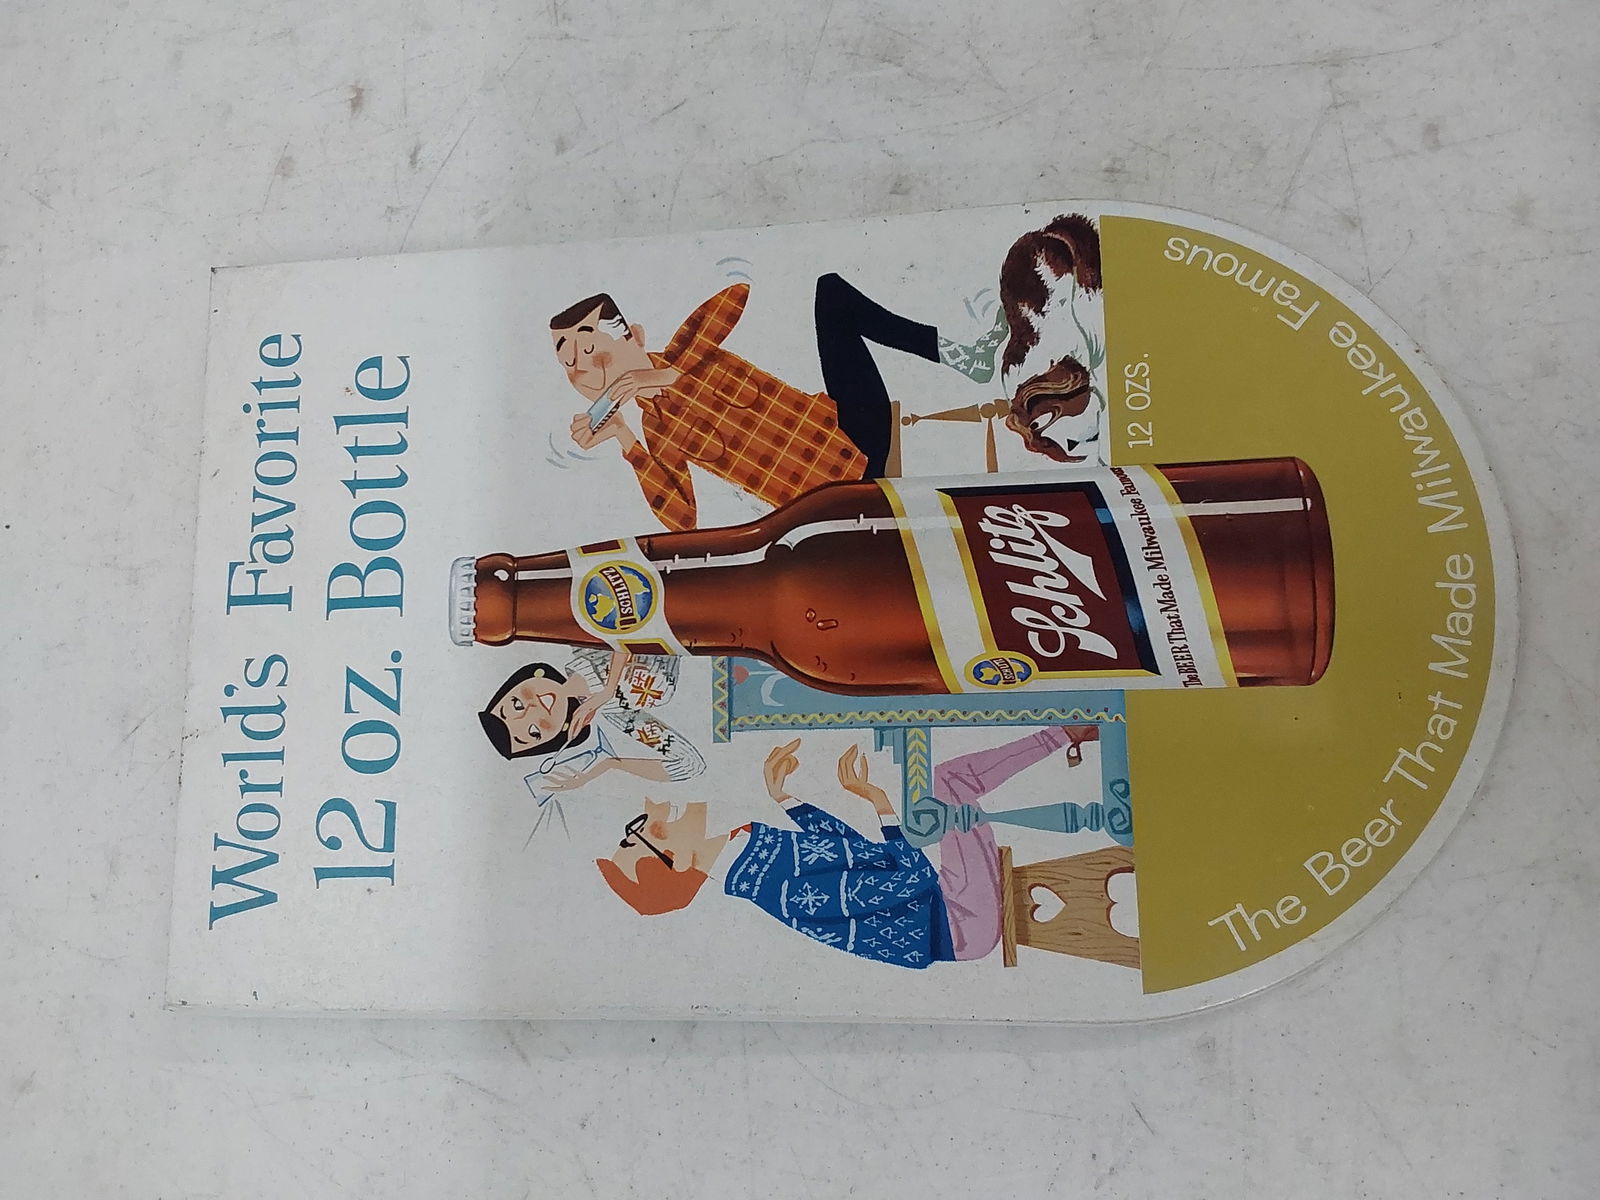 World's Favorite
12 oz. Bottle
SCHLITZ
SCHLITZ
Schlitz
The BEER That Made Milwaukee Famous
12 OZS.
The Beer That Made Milwaukee Famous